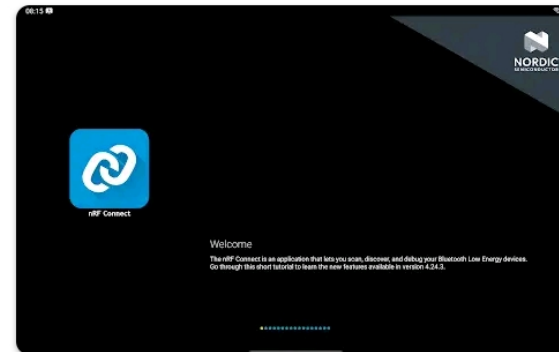 08:15
NORDIC
SEMICONDUCTOR
nRF Connect
Welcome
The nRF Connect is an application that lets you scan, discover, and debug your Bluetooth Low Energy devices.
Go through this short tutorial to learn the new features available in version 4.24.3.